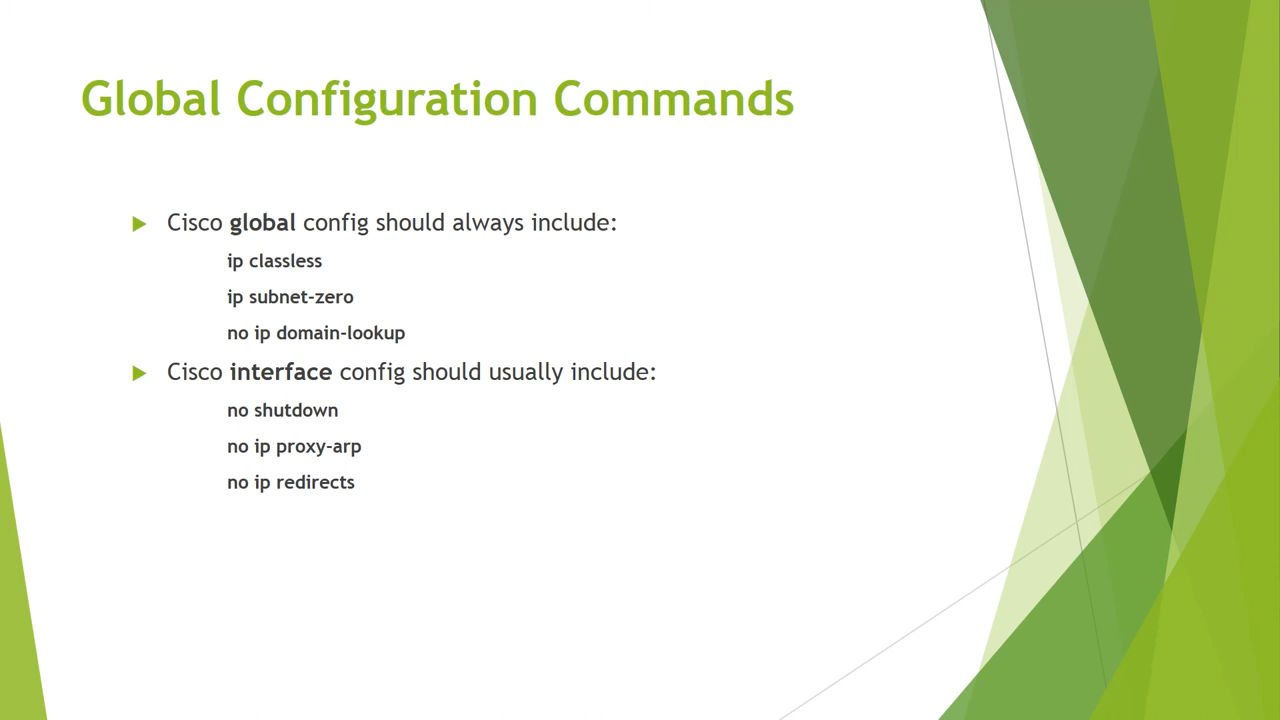 Global Configuration Commands
Cisco global config should always include:
ip classless
ip subnet-zero
no ip domain-lookup
Cisco interface config should usually include:
no shutdown
no ip proxy-arp
no ip redirects